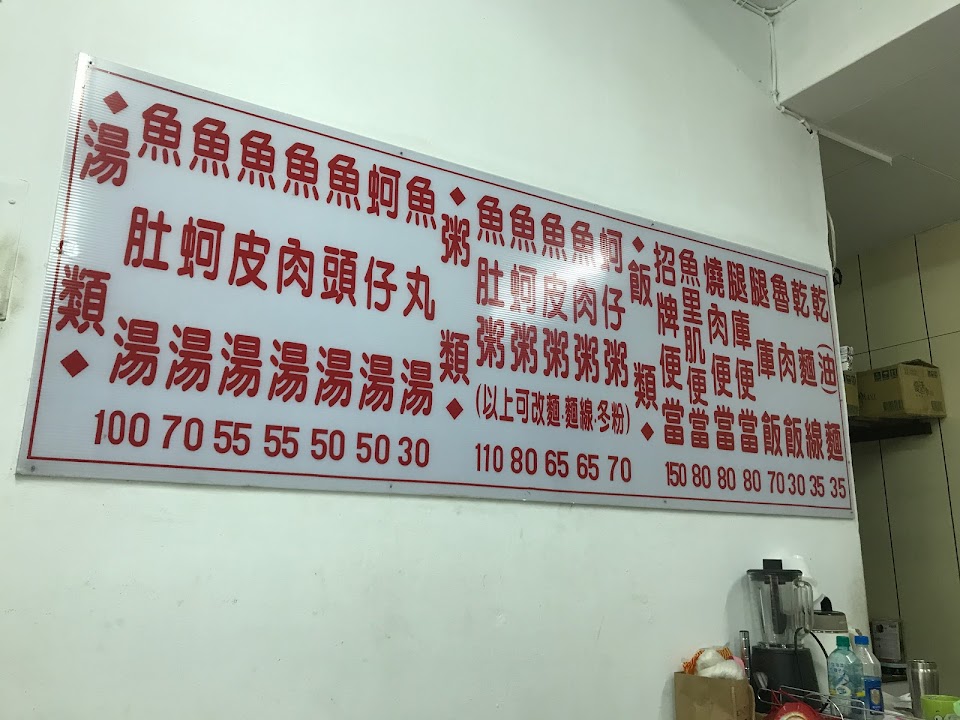 湯類
魚肚湯 100
魚蚵湯 70
魚皮湯 55
魚肉湯 55
魚頭湯 50
蚵仔湯 50
魚丸湯 30
粥類
魚肚粥 110
魚蚵粥 80
魚皮粥 65
魚肉粥 65
蚵仔粥 70
(以上可改麵.麵線.冬粉)
飯類
招牌便當 150
魚黑肌便當 80
燒肉便當 80
腿庫便當 80
腿庫飯 70
魯肉飯 30
乾麵線 35
乾油麵 35